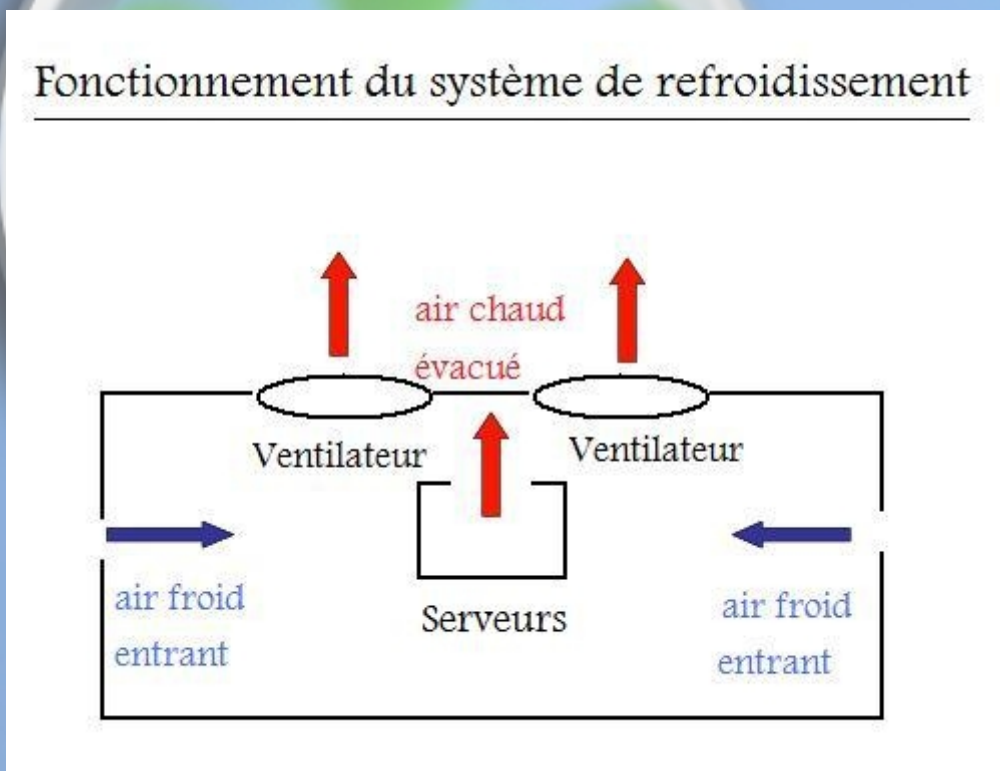 Fonctionnement du système de refroidissement
air chaud
évacué
Ventilateur
Ventilateur
air froid
entrant
Serveurs
air froid
entrant